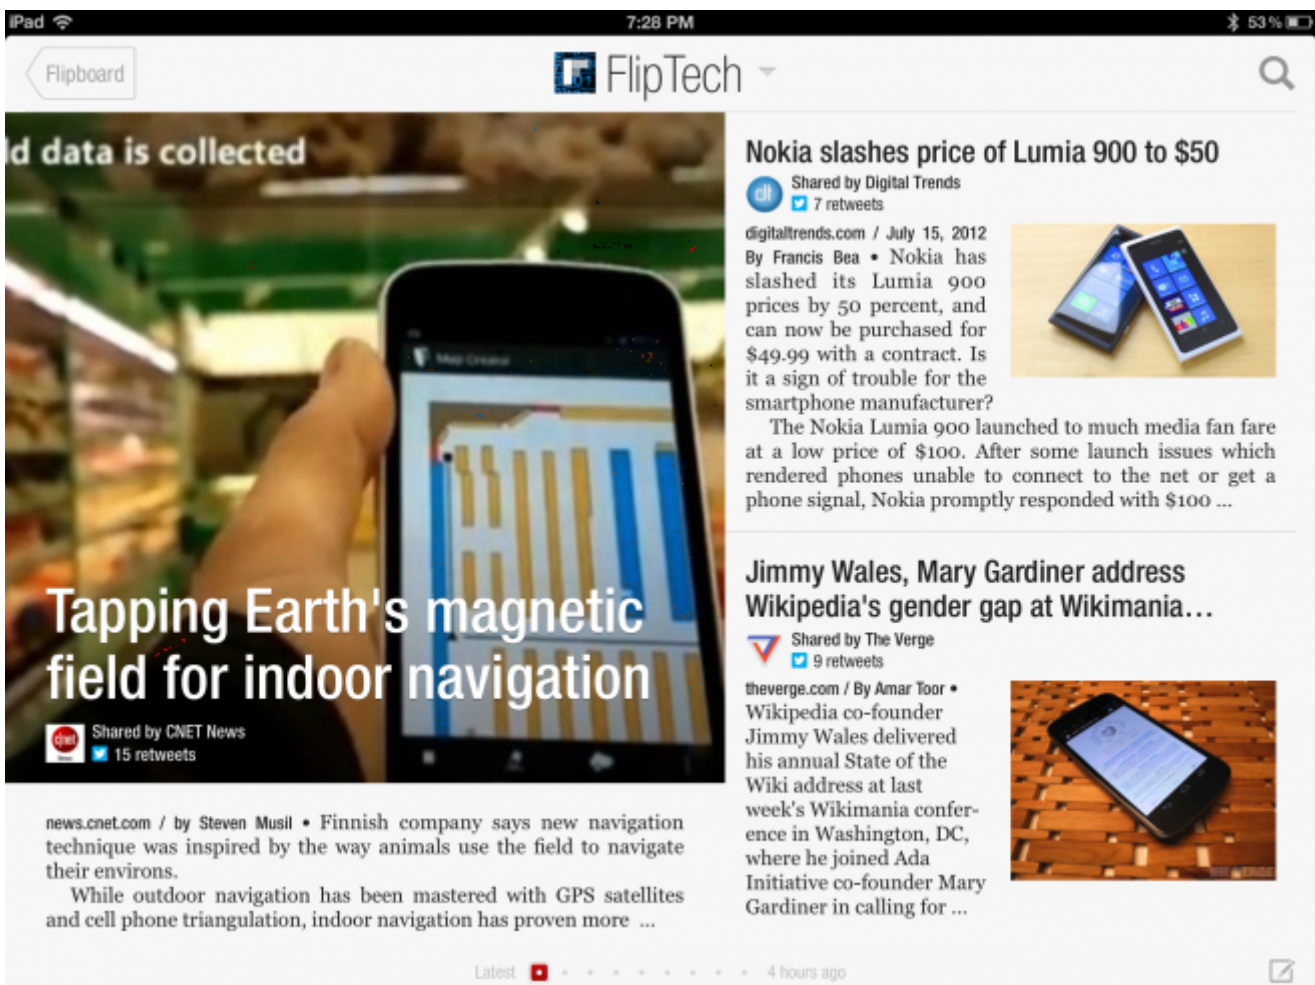 iPad
7:28 PM
53%
Flipboard
FlipTech
ld data is collected
Map Creator
Tapping Earth's magnetic
field for indoor navigation
cnet
News
Shared by CNET News
15 retweets
news.cnet.com / by Steven Musil • Finnish company says new navigation
technique was inspired by the way animals use the field to navigate
their environs.
While outdoor navigation has been mastered with GPS satellites
and cell phone triangulation, indoor navigation has proven more ...
Nokia slashes price of Lumia 900 to $50
dt
Shared by Digital Trends
7 retweets
digitaltrends.com / July 15, 2012
By Francis Bea • Nokia has
slashed its Lumia 900
prices by 50 percent, and
can now be purchased for
$49.99 with a contract. Is
it a sign of trouble for the
smartphone manufacturer?
The Nokia Lumia 900 launched to much media fan fare
at a low price of $100. After some launch issues which
rendered phones unable to connect to the net or get a
phone signal, Nokia promptly responded with $100 ...
Jimmy Wales, Mary Gardiner address
Wikipedia's gender gap at Wikimania...
Shared by The Verge
9 retweets
theverge.com / By Amar Toor •
Wikipedia co-founder
Jimmy Wales delivered
his annual State of the
Wiki address at last
week's Wikimania confer-
ence in Washington, DC,
where he joined Ada
Initiative co-founder Mary
Gardiner in calling for ...
THE VERGE
Latest
4 hours ago